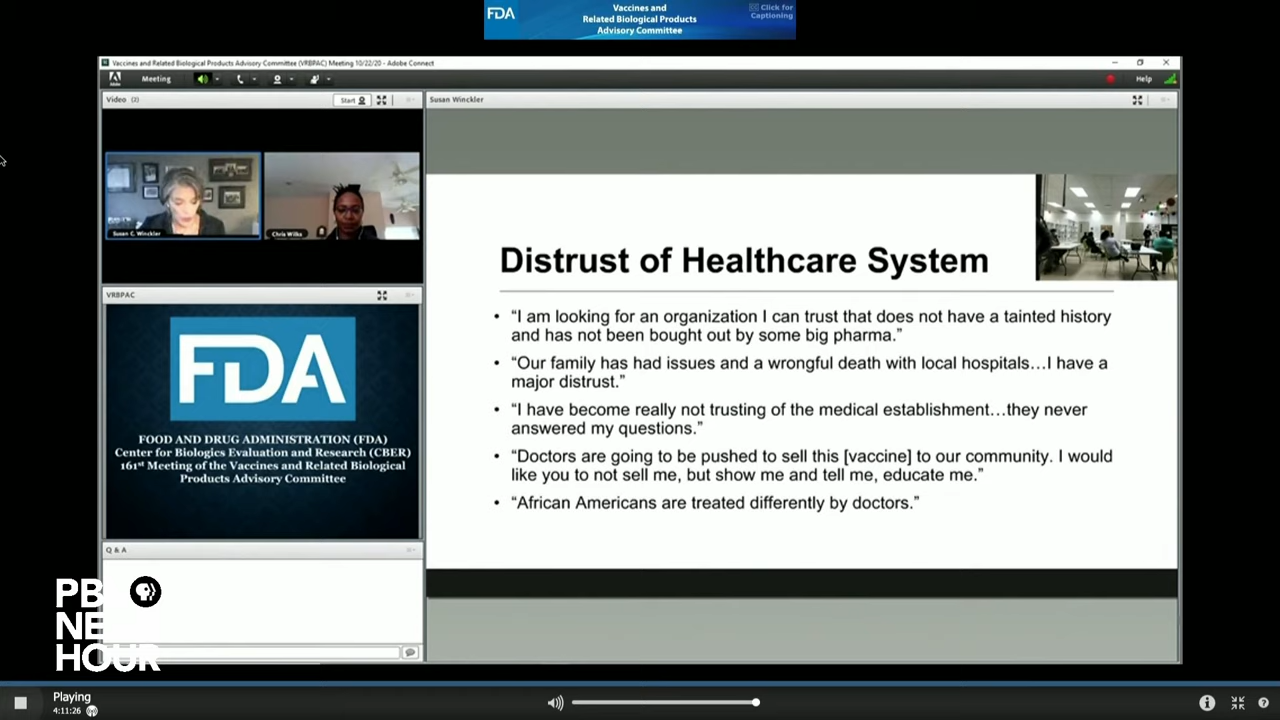 FDA
Vaccines and
Related Biological Products
Advisory Committee
Click for
Captioning
Vaccines and Related Biological Products Advisory Committee (VRBPAC) Meeting 10/22/20 - Adobe Connect
Meeting
Help
Video (2)
Start
Susan C. Winckler
Chris Wilks
VRBPAC
FDA
FOOD AND DRUG ADMINISTRATION (FDA)
Center for Biologics Evaluation and Research (CBER)
161st Meeting of the Vaccines and Related Biological
Products Advisory Committee
Q & A
Susan Winckler
Distrust of Healthcare System
• “I am looking for an organization I can trust that does not have a tainted history
and has not been bought out by some big pharma.”
• “Our family has had issues and a wrongful death with local hospitals…I have a
major distrust.”
• “I have become really not trusting of the medical establishment…they never
answered my questions.”
• “Doctors are going to be pushed to sell this [vaccine] to our community. I would
like you to not sell me, but show me and tell me, educate me.”
• “African Americans are treated differently by doctors.”
PB
NE
HOUR
Playing
4:11:26